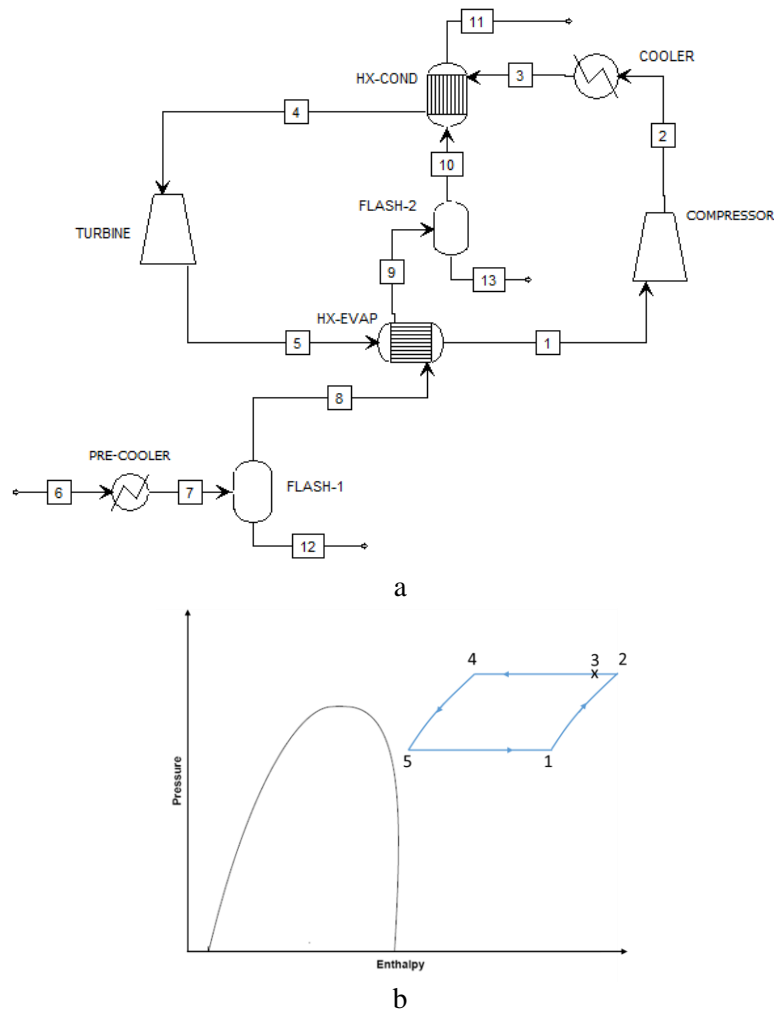 11
COOLER
HX-COND
3
4
2
10
FLASH-2
COMPRESSOR
TURBINE
9
13
HX-EVAP
5
1
8
PRE-COOLER
6
7
FLASH-1
12
a
4
3
2
x
5
1
Pressure
Enthalpy
b